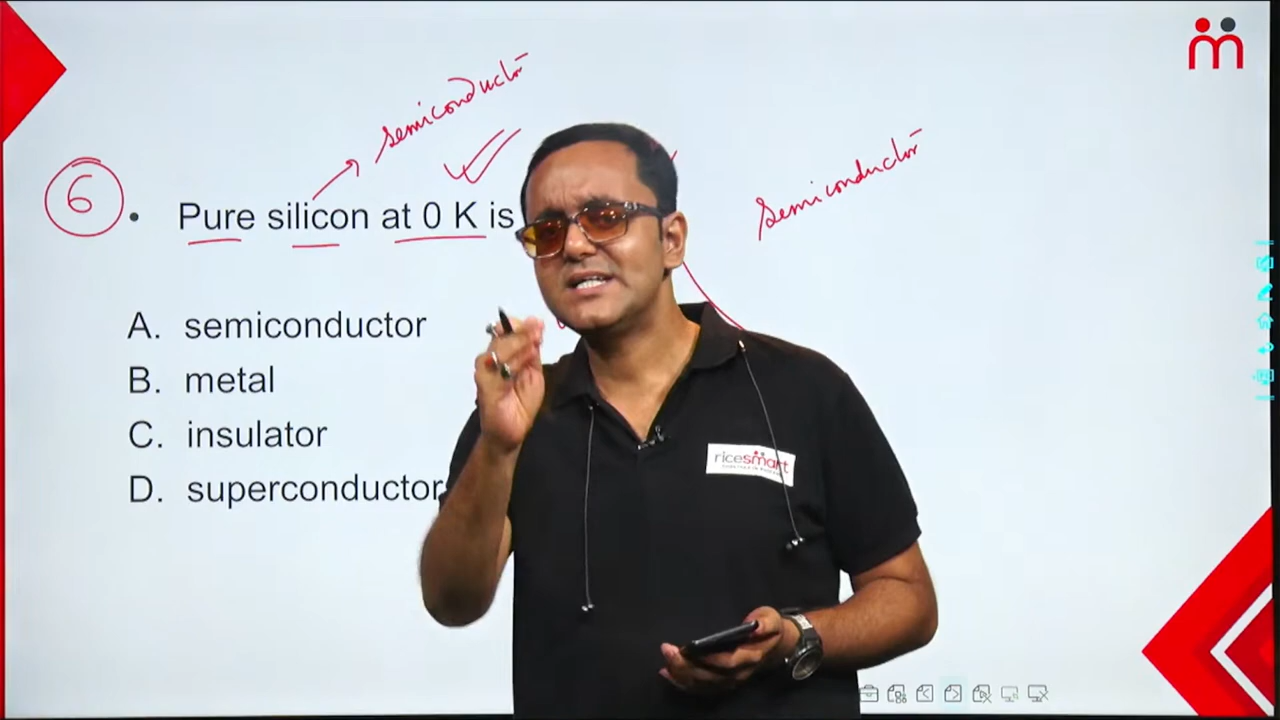 semiconductor
6
• Pure silicon at 0 K is
Semiconductor
A. semiconductor
B. metal
C. insulator
D. superconductor
ricesmart